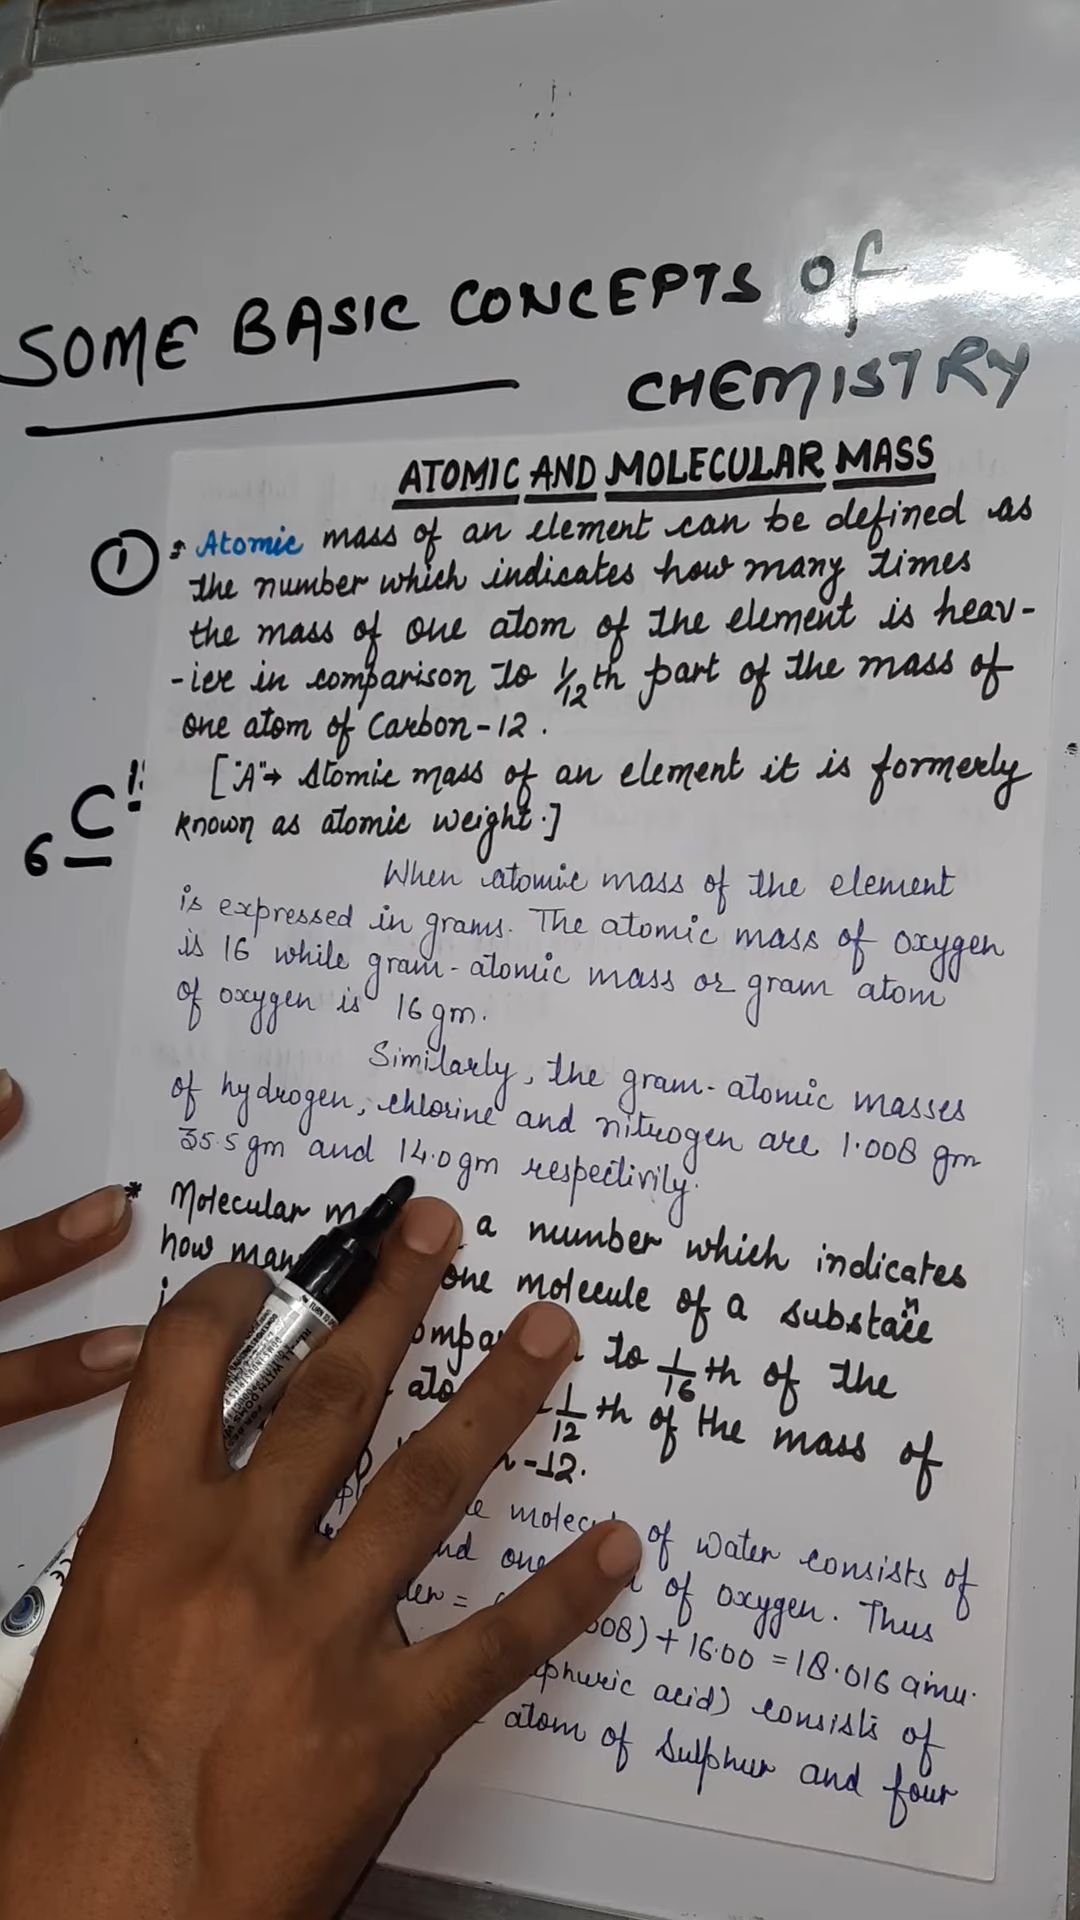 SOME BASIC CONCEPTS Of
CHEMISTRY
ATOMIC AND MOLECULAR MASS
① : Atomic mass of an element can be defined as
the number which indicates how many times
the mass of one atom of the element is heav-
-ier in comparison to 1/12th part of the mass of
one atom of Carbon-12.
["A"→ Atomic mass of an element it is formerly
known as atomic weight.]
6 C
When atomic mass of the element
is expressed in grams. The atomic mass of oxygen
is 16 while gram-atomic mass or gram atom
of oxygen is 16 gm.
Similarly, the gram-atomic masses
of hydrogen, chlorine and nitrogen are 1.008 gm
35.5 gm and 14.0 gm respectivily.
* Molecular a number which indicates
how one molecule of a substance
to 1/16 th of the
1/12 th of the mass of
-12.
of water consists of
one of oxygen. Thus
= 008) + 16.00 = 18.016 amu.
acid) consists of
atom of Sulphur and four